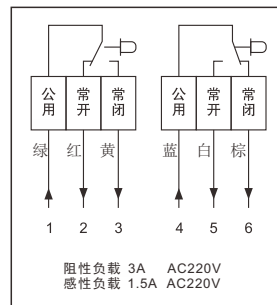 公用 常开 常闭 公用 常开 常闭
绿 红 黄 蓝 白 棕
1 2 3 4 5 6
阻性负载 3A AC220V
感性负载 1.5A AC220V